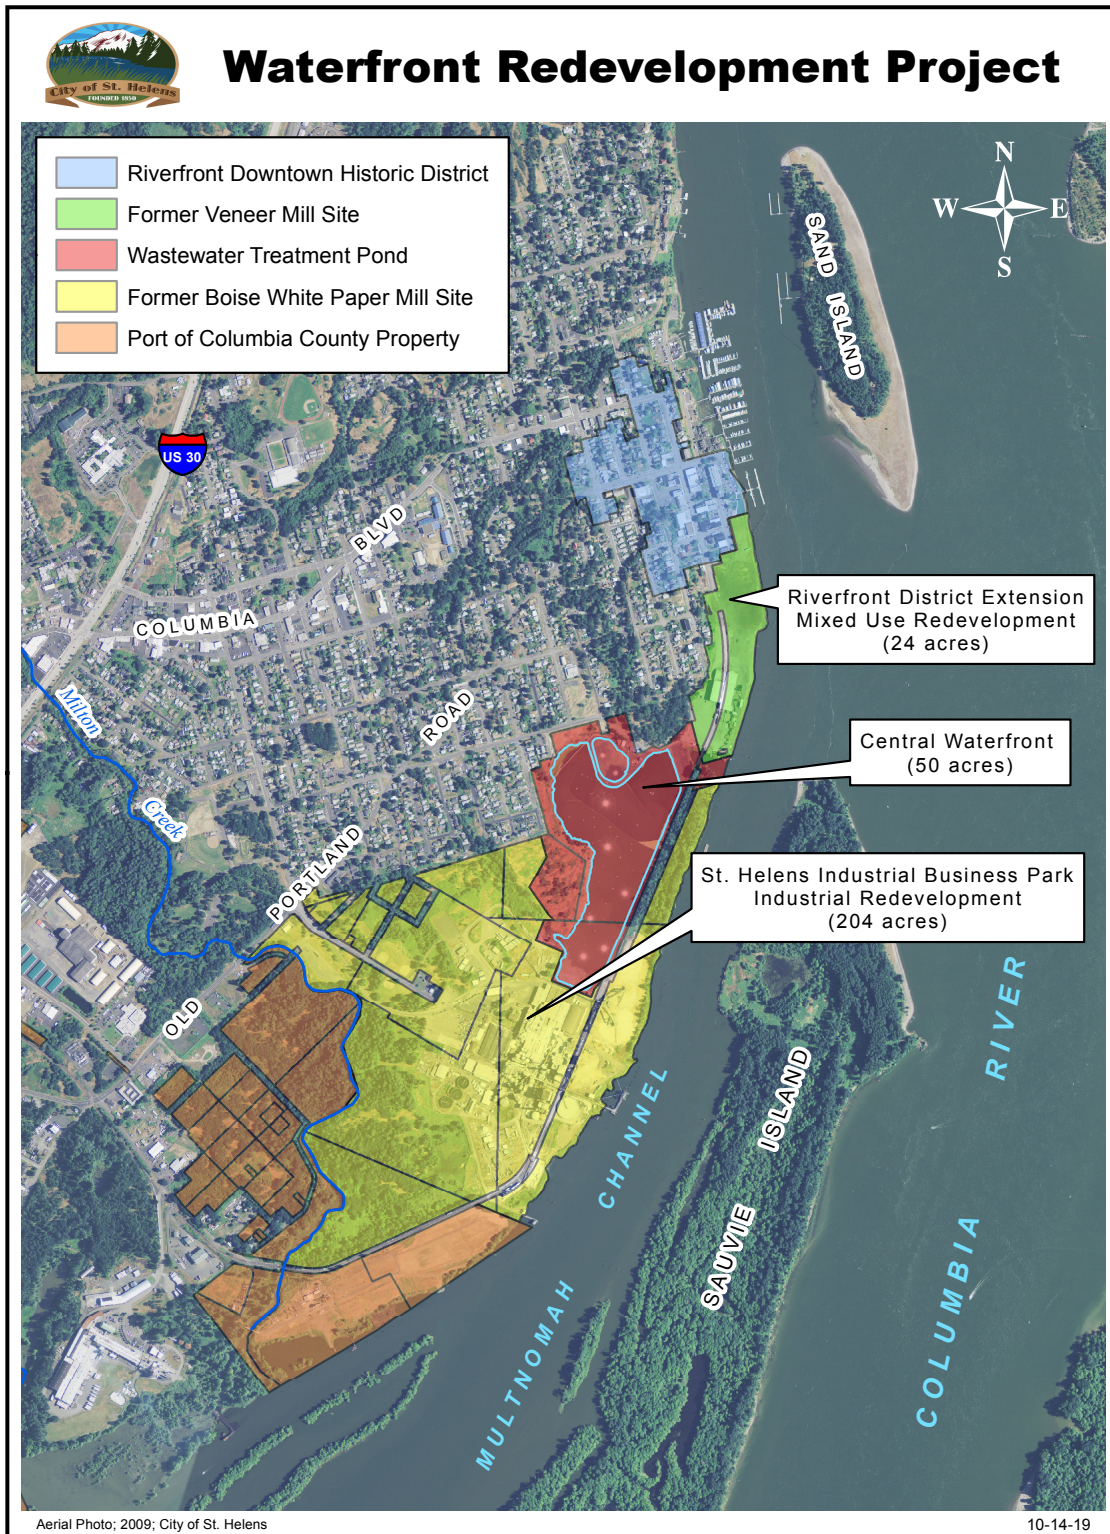 City of St. Helens
FOUNDED 1850
Waterfront Redevelopment Project
Riverfront Downtown Historic District
Former Veneer Mill Site
Wastewater Treatment Pond
Former Boise White Paper Mill Site
Port of Columbia County Property
N
W E
S
SAND ISLAND
US 30
COLUMBIA BLVD
Riverfront District Extension
Mixed Use Redevelopment
(24 acres)
Milton Creek
Central Waterfront
(50 acres)
OLD PORTLAND ROAD
St. Helens Industrial Business Park
Industrial Redevelopment
(204 acres)
MULTNOMAH CHANNEL
SAUVIE ISLAND
COLUMBIA RIVER
Aerial Photo; 2009; City of St. Helens
10-14-19